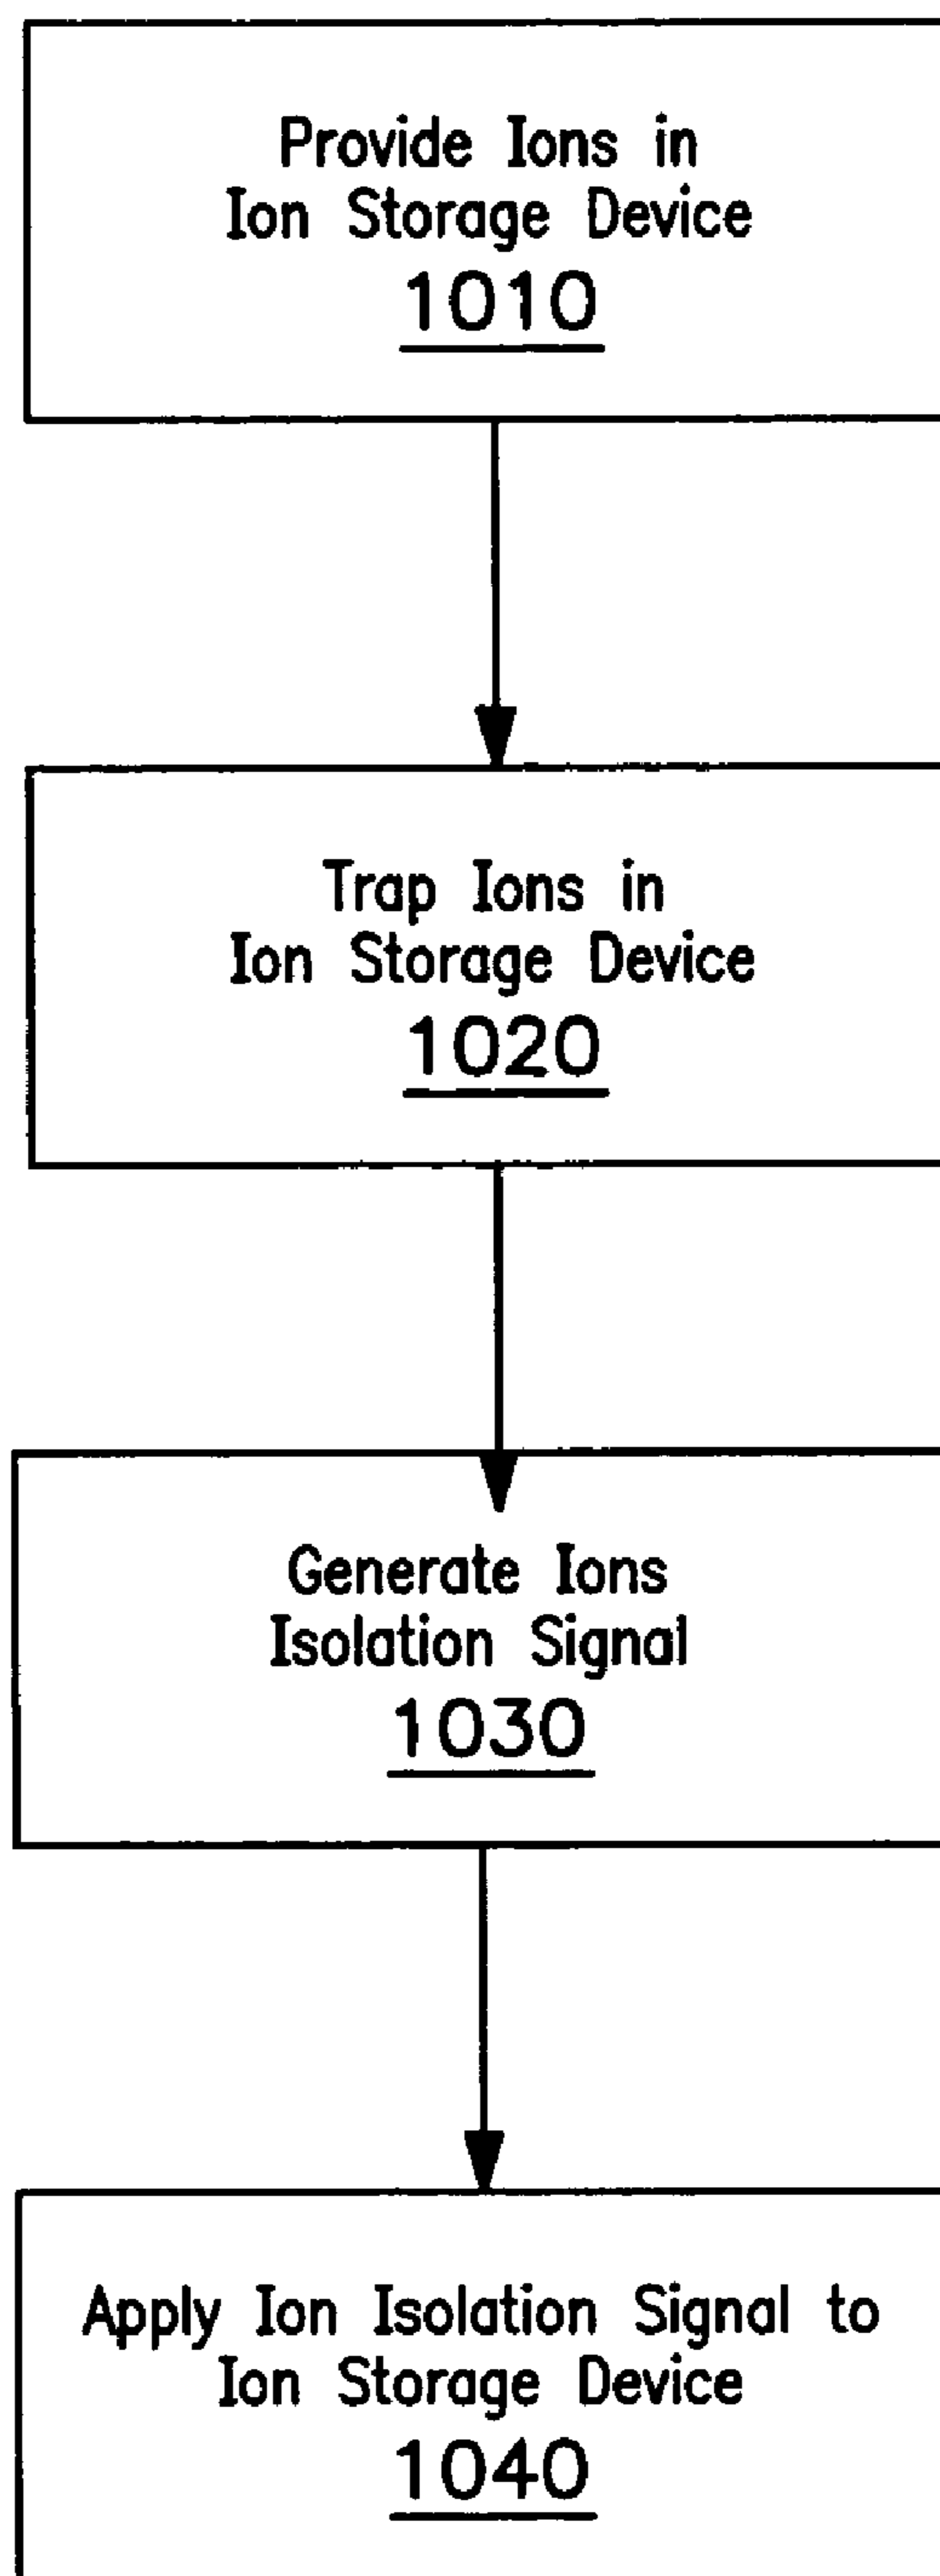 Provide Ions in
Ion Storage Device
1010
Trap Ions in
Ion Storage Device
1020
Generate Ions
Isolation Signal
1030
Apply Ion Isolation Signal to
Ion Storage Device
1040